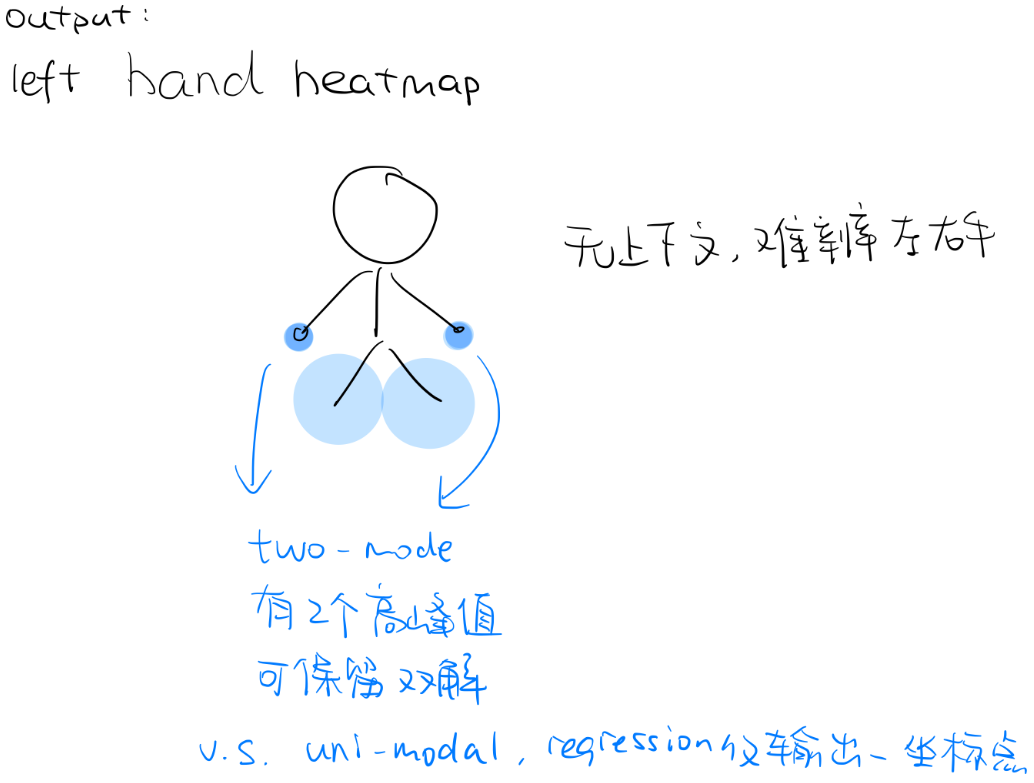 output:
left hand heatmap
无上下文,难辨库左右手
two-mode
有2个高峰值
可保留双解
v.s. uni-modal, regression仅输出一坐标点